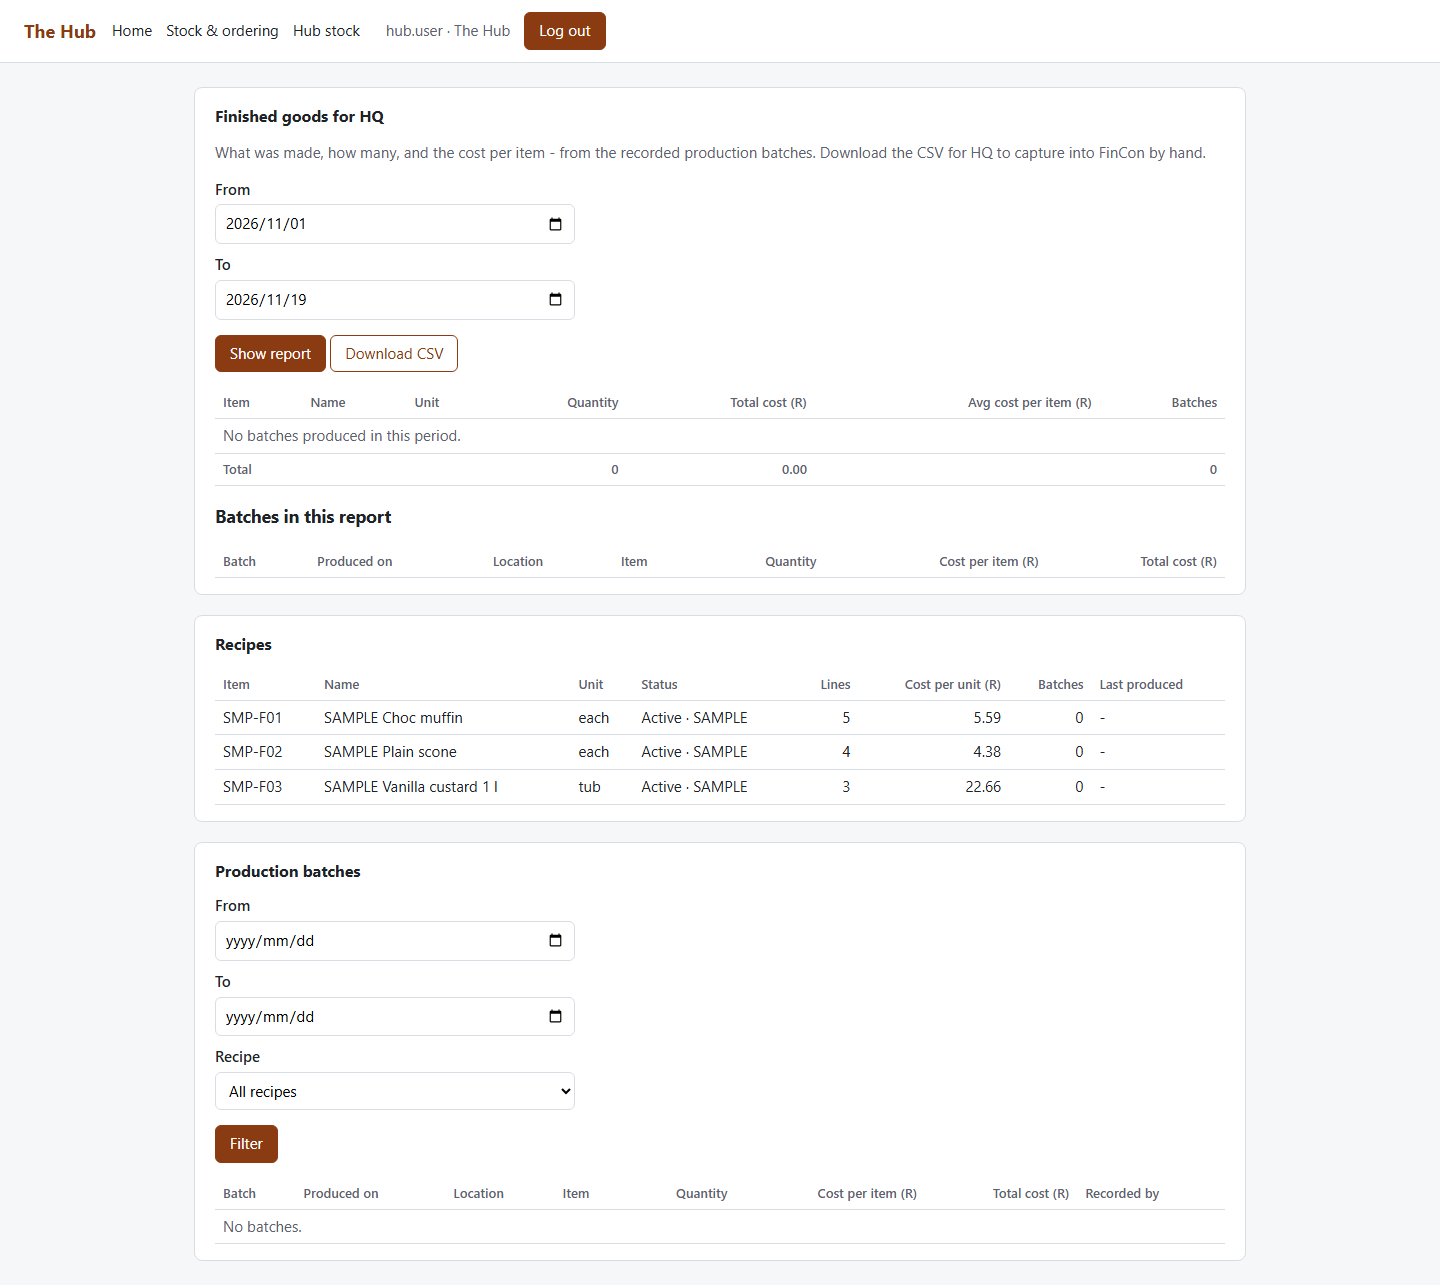 The Hub Home Stock & ordering Hub stock hub.user · The Hub Log out
Finished goods for HQ
What was made, how many, and the cost per item - from the recorded production batches. Download the CSV for HQ to capture into FinCon by hand.
From
2026/11/01
To
2026/11/19
Show report Download CSV
Item Name Unit Quantity Total cost (R) Avg cost per item (R) Batches
No batches produced in this period.
Total 0 0.00 0
Batches in this report
Batch Produced on Location Item Quantity Cost per item (R) Total cost (R)
Recipes
Item Name Unit Status Lines Cost per unit (R) Batches Last produced
SMP-F01 SAMPLE Choc muffin each Active · SAMPLE 5 5.59 0 -
SMP-F02 SAMPLE Plain scone each Active · SAMPLE 4 4.38 0 -
SMP-F03 SAMPLE Vanilla custard 1 l tub Active · SAMPLE 3 22.66 0 -
Production batches
From
yyyy/mm/dd
To
yyyy/mm/dd
Recipe
All recipes
Filter
Batch Produced on Location Item Quantity Cost per item (R) Total cost (R) Recorded by
No batches.